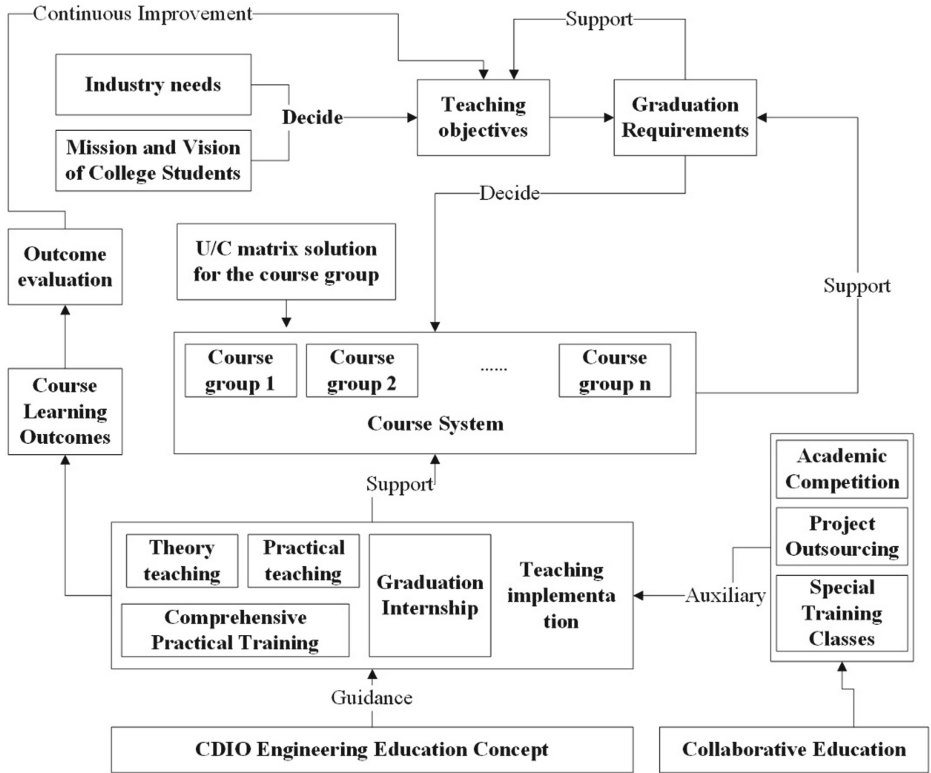 Continuous Improvement
Support
Industry needs
Decide
Teaching
objectives
Graduation
Requirements
Mission and Vision
of College Students
Decide
Outcome
evaluation
U/C matrix solution
for the course group
Support
Course
group 1
Course
group 2
......
Course
group n
Course System
Course
Learning
Outcomes
Support
Academic
Competition
Project
Outsourcing
Special
Training
Classes
Auxiliary
Theory
teaching
Practical
teaching
Graduation
Internship
Teaching
implementa
tion
Comprehensive
Practical Training
Guidance
CDIO Engineering Education Concept
Collaborative Education